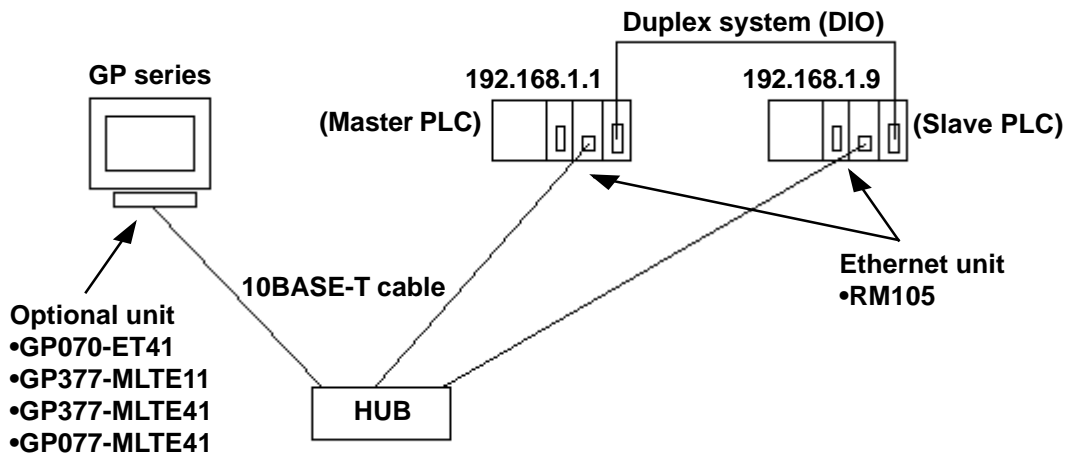 Duplex system (DIO)
GP series
192.168.1.1
192.168.1.9
(Master PLC)
(Slave PLC)
10BASE-T cable
Ethernet unit
•RM105
Optional unit
•GP070-ET41
•GP377-MLTE11
•GP377-MLTE41
•GP077-MLTE41
HUB